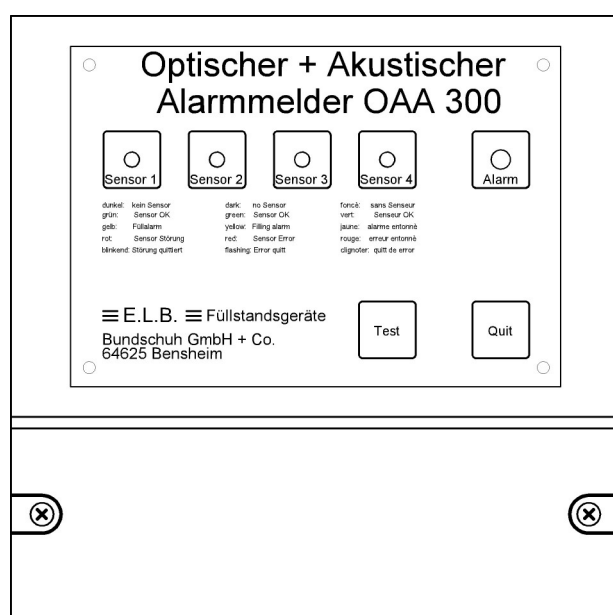 Optischer + Akustischer
Alarmmelder OAA 300
Sensor 1 Sensor 2 Sensor 3 Sensor 4 Alarm
dunkel: kein Sensor dark: no Sensor foncè: sans Senseur
grün: Sensor OK green: Sensor OK vert: Senseur OK
gelb: Füllalarm yellow: Filling alarm jaune: alarme entonnè
rot: Sensor Störung red: Sensor Error rouge: erreur entonnè
blinkend: Störung quittiert flashing: Error quitt clignoter: quitt de error
E.L.B. Füllstandsgeräte
Bundschuh GmbH + Co.
64625 Bensheim
Test Quit